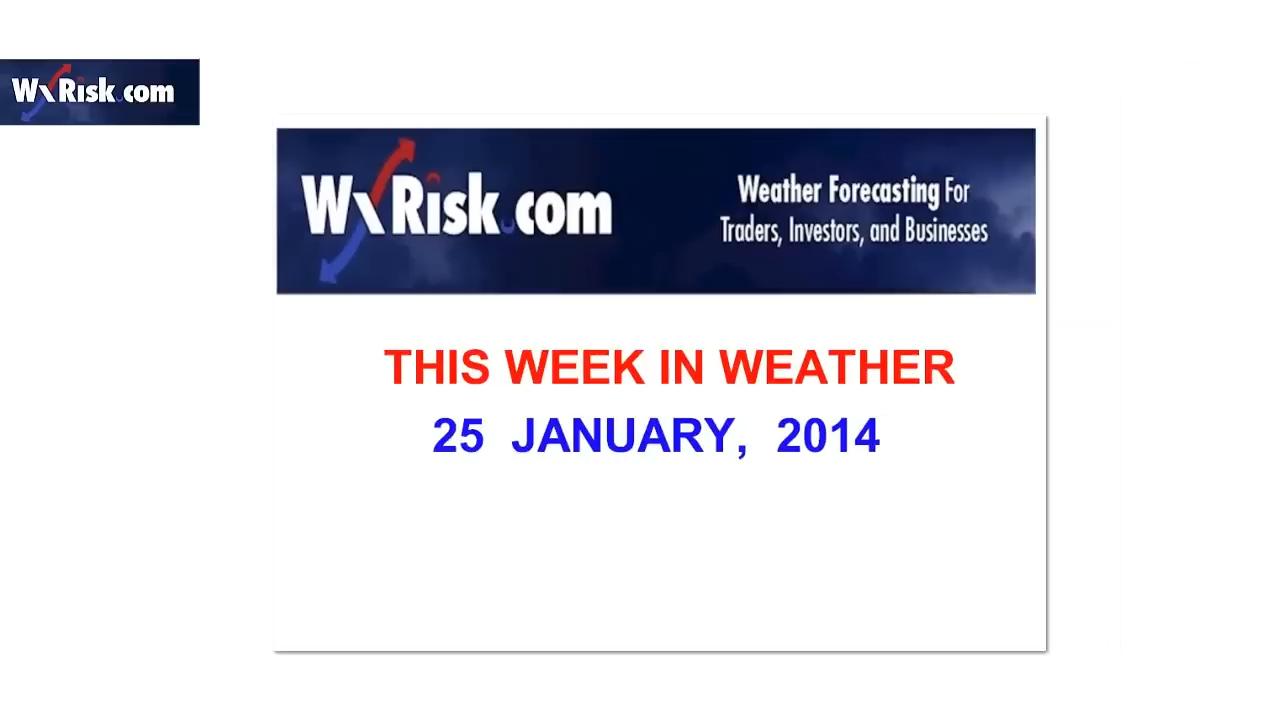 WxRisk.com
WxRisk.com
Weather Forecasting For
Traders, Investors, and Businesses
THIS WEEK IN WEATHER
25 JANUARY, 2014